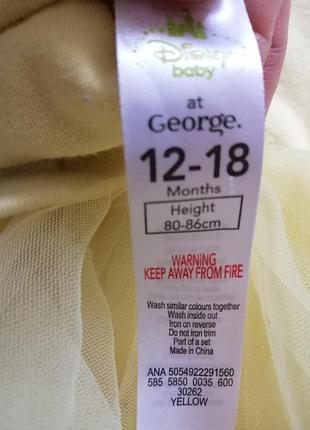 Disney
baby
at
George.
12-18
Months
Height
80-86cm
WARNING
KEEP AWAY FROM FIRE
Wash similar colours together
Wash inside out
Iron on reverse
Do not iron trim
Part of a set
Made in China
ANA 5054922291560
585 5850 0035 600
30262
YELLOW